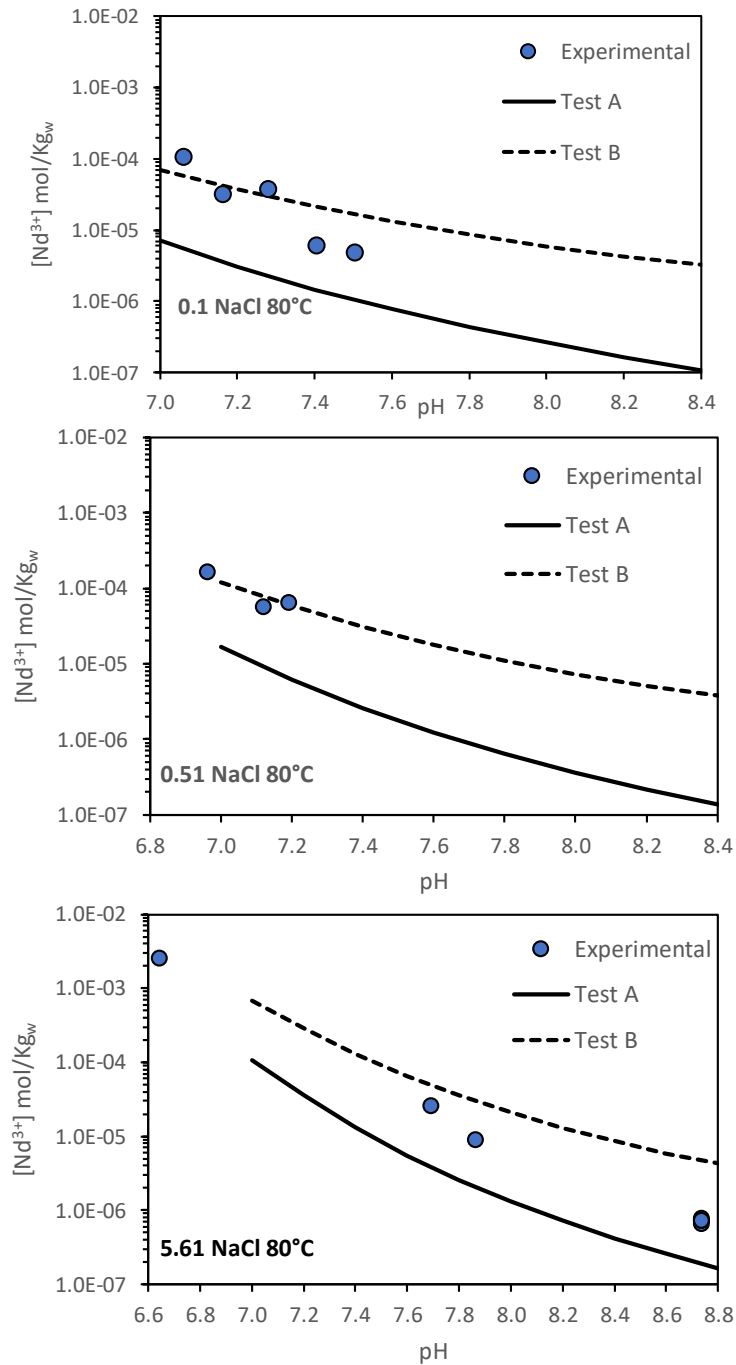 1.0E-02
1.0E-03
1.0E-04
1.0E-05
1.0E-06
1.0E-07
[Nd³⁺] mol/Kgw
Experimental
Test A
Test B
0.1 NaCl 80°C
7.0 7.2 7.4 7.6 7.8 8.0 8.2 8.4
pH
1.0E-02
1.0E-03
1.0E-04
1.0E-05
1.0E-06
1.0E-07
[Nd³⁺] mol/Kgw
Experimental
Test A
Test B
0.51 NaCl 80°C
6.8 7.0 7.2 7.4 7.6 7.8 8.0 8.2 8.4
pH
1.0E-02
1.0E-03
1.0E-04
1.0E-05
1.0E-06
1.0E-07
[Nd³⁺] mol/Kgw
Experimental
Test A
Test B
5.61 NaCl 80°C
6.6 6.8 7.0 7.2 7.4 7.6 7.8 8.0 8.2 8.4 8.6 8.8
pH